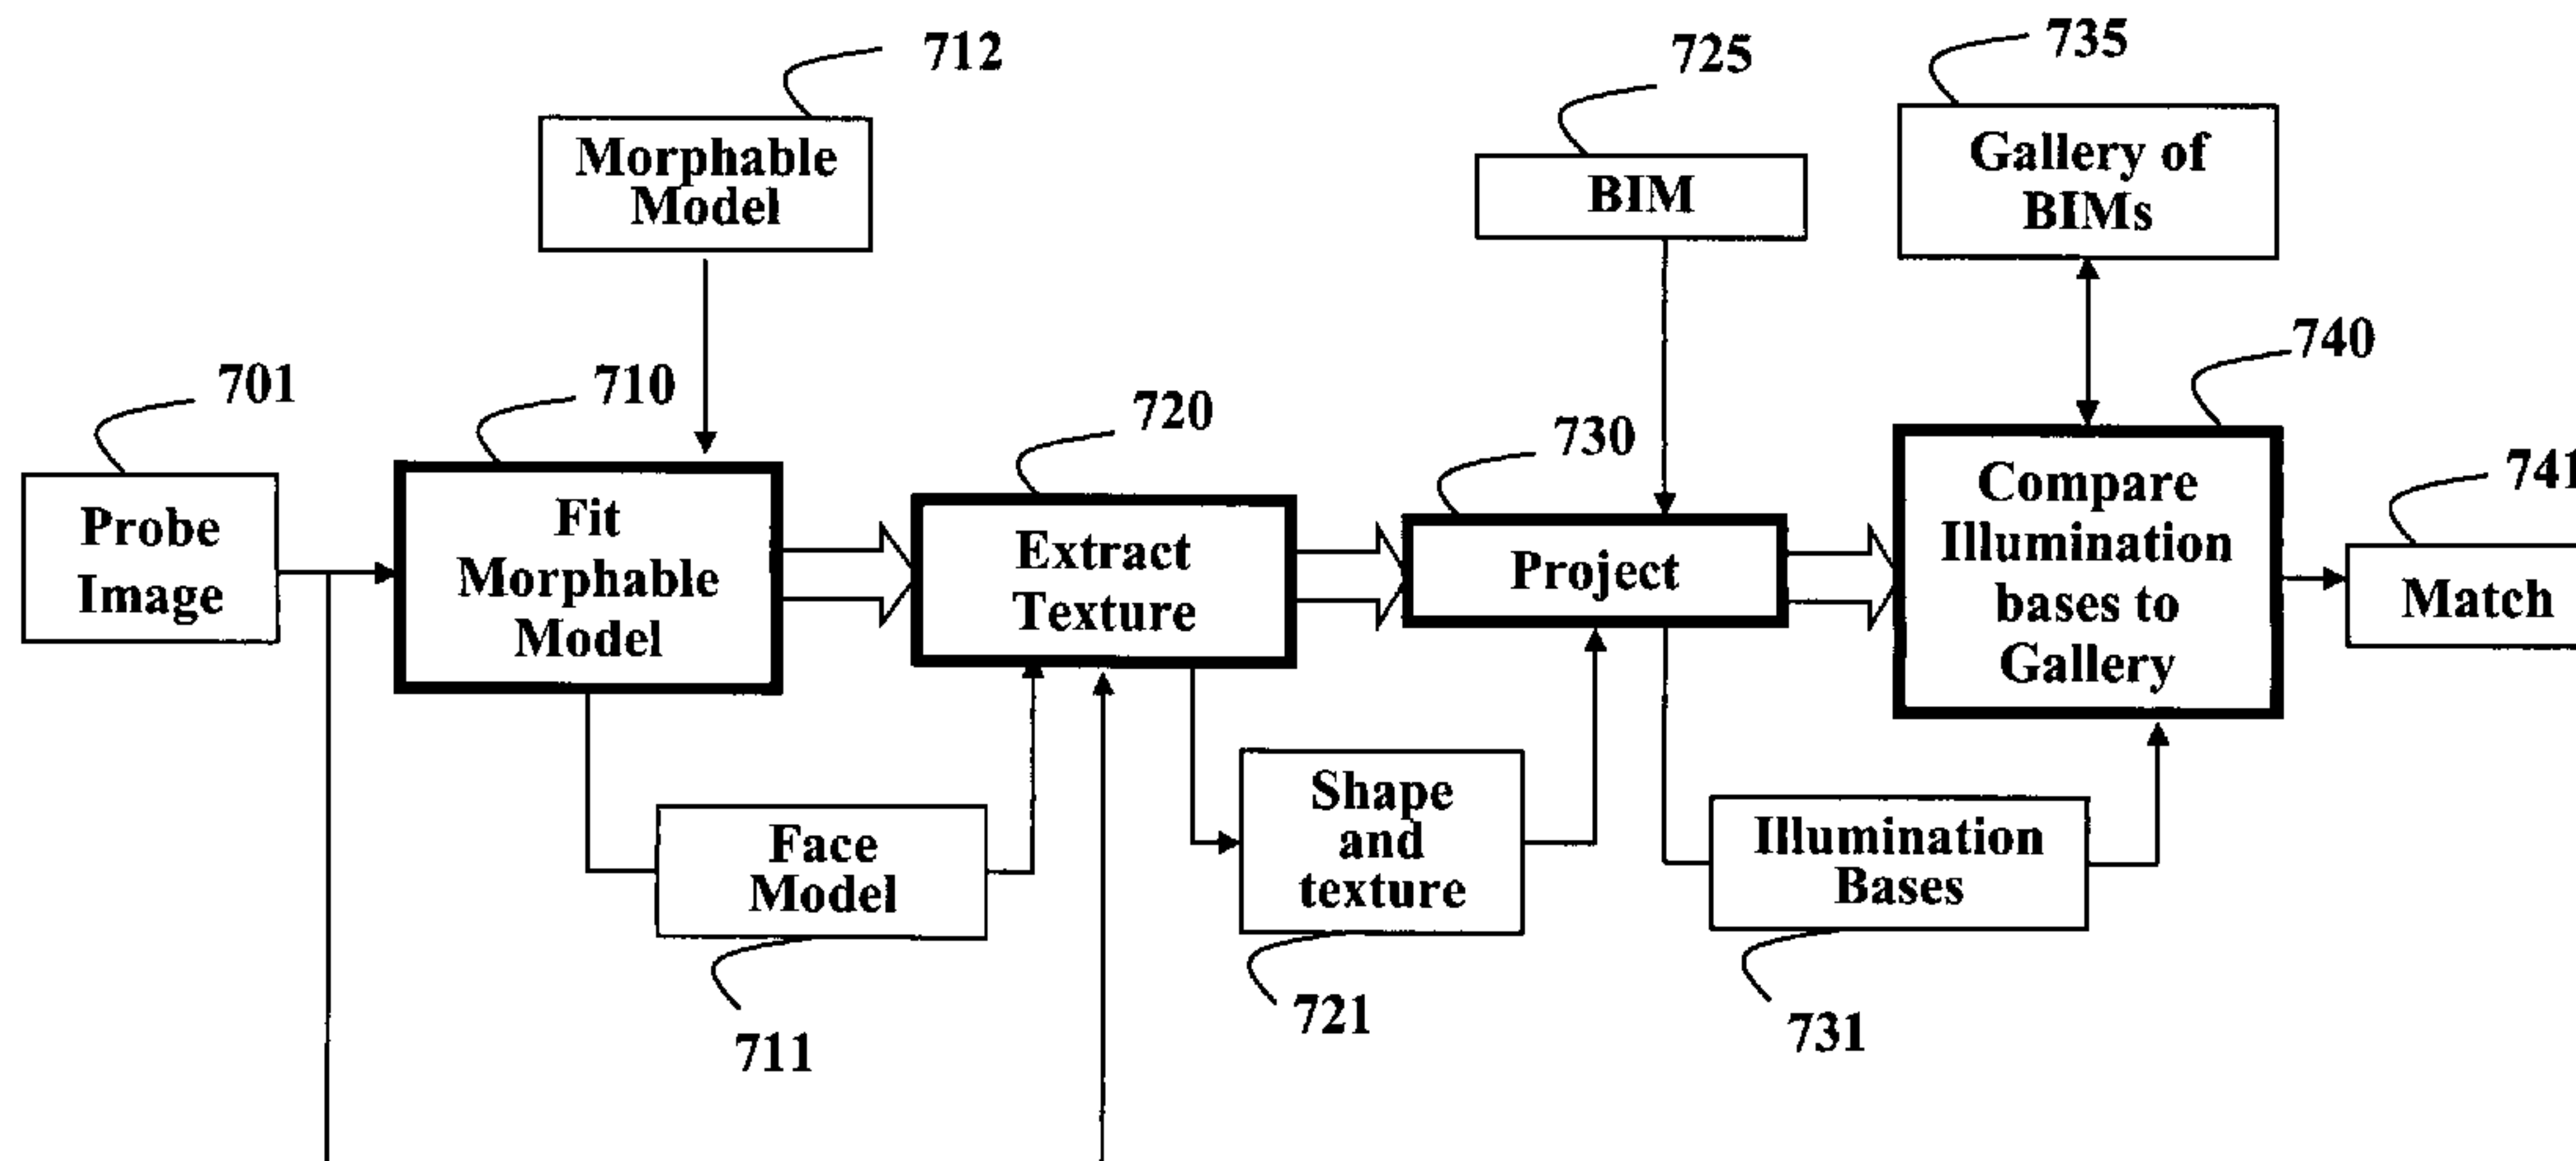 712
725
735
Morphable
Model
BIM
Gallery of
BIMs
701
710
720
730
740
741
Probe
Image
Fit
Morphable
Model
Extract
Texture
Project
Compare
Illumination
bases to
Gallery
Match
Face
Model
Shape
and
texture
Illumination
Bases
711
721
731